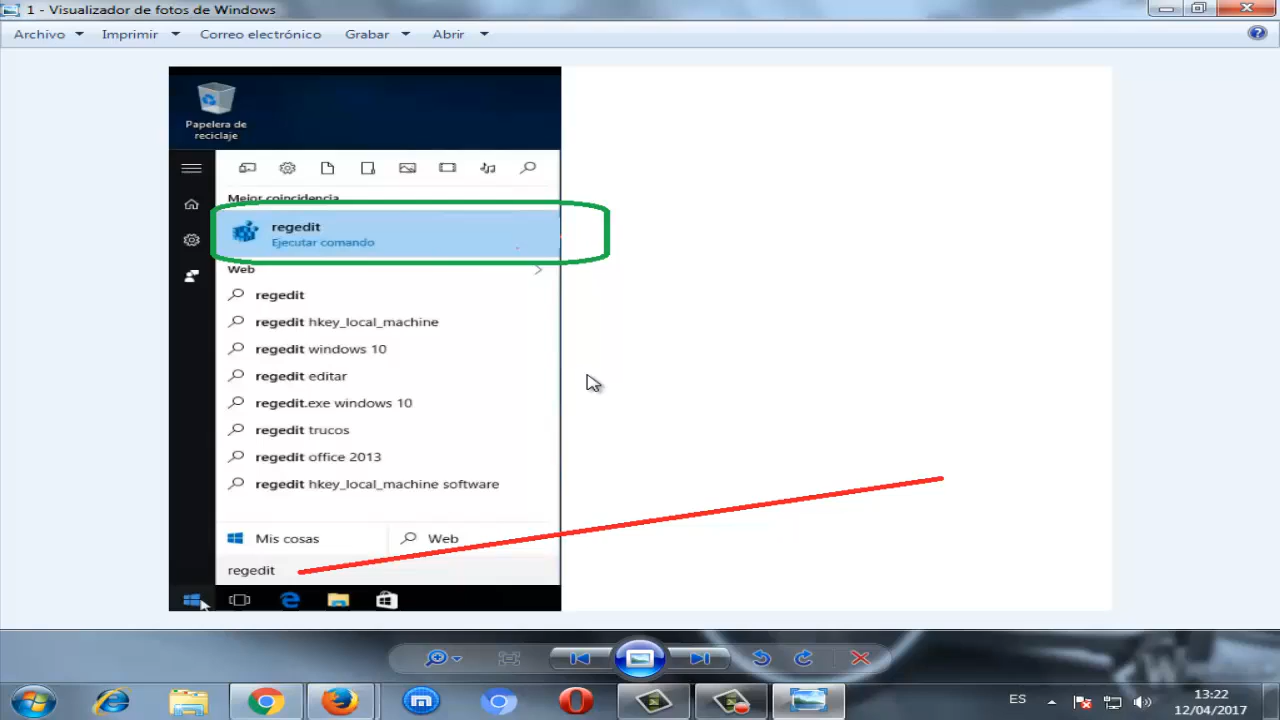 1 - Visualizador de fotos de Windows
Archivo Imprimir Correo electrónico Grabar Abrir
Papelera de
reciclaje
Mejor coincidencia
regedit
Ejecutar comando
Web
regedit
regedit hkey_local_machine
regedit windows 10
regedit editar
regedit.exe windows 10
regedit trucos
regedit office 2013
regedit hkey_local_machine software
Mis cosas Web
regedit
ES
13:22
12/04/2017